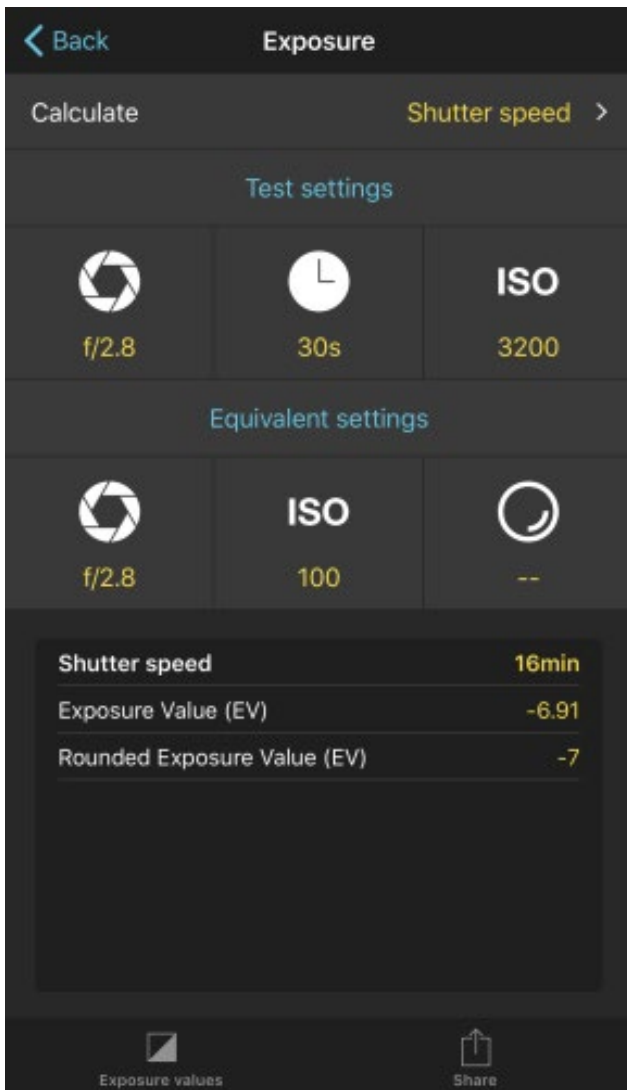 Back Exposure
Calculate Shutter speed
Test settings
ISO
f/2.8 30s 3200
Equivalent settings
ISO
f/2.8 100 --
Shutter speed 16min
Exposure Value (EV) -6.91
Rounded Exposure Value (EV) -7
Exposure values Share